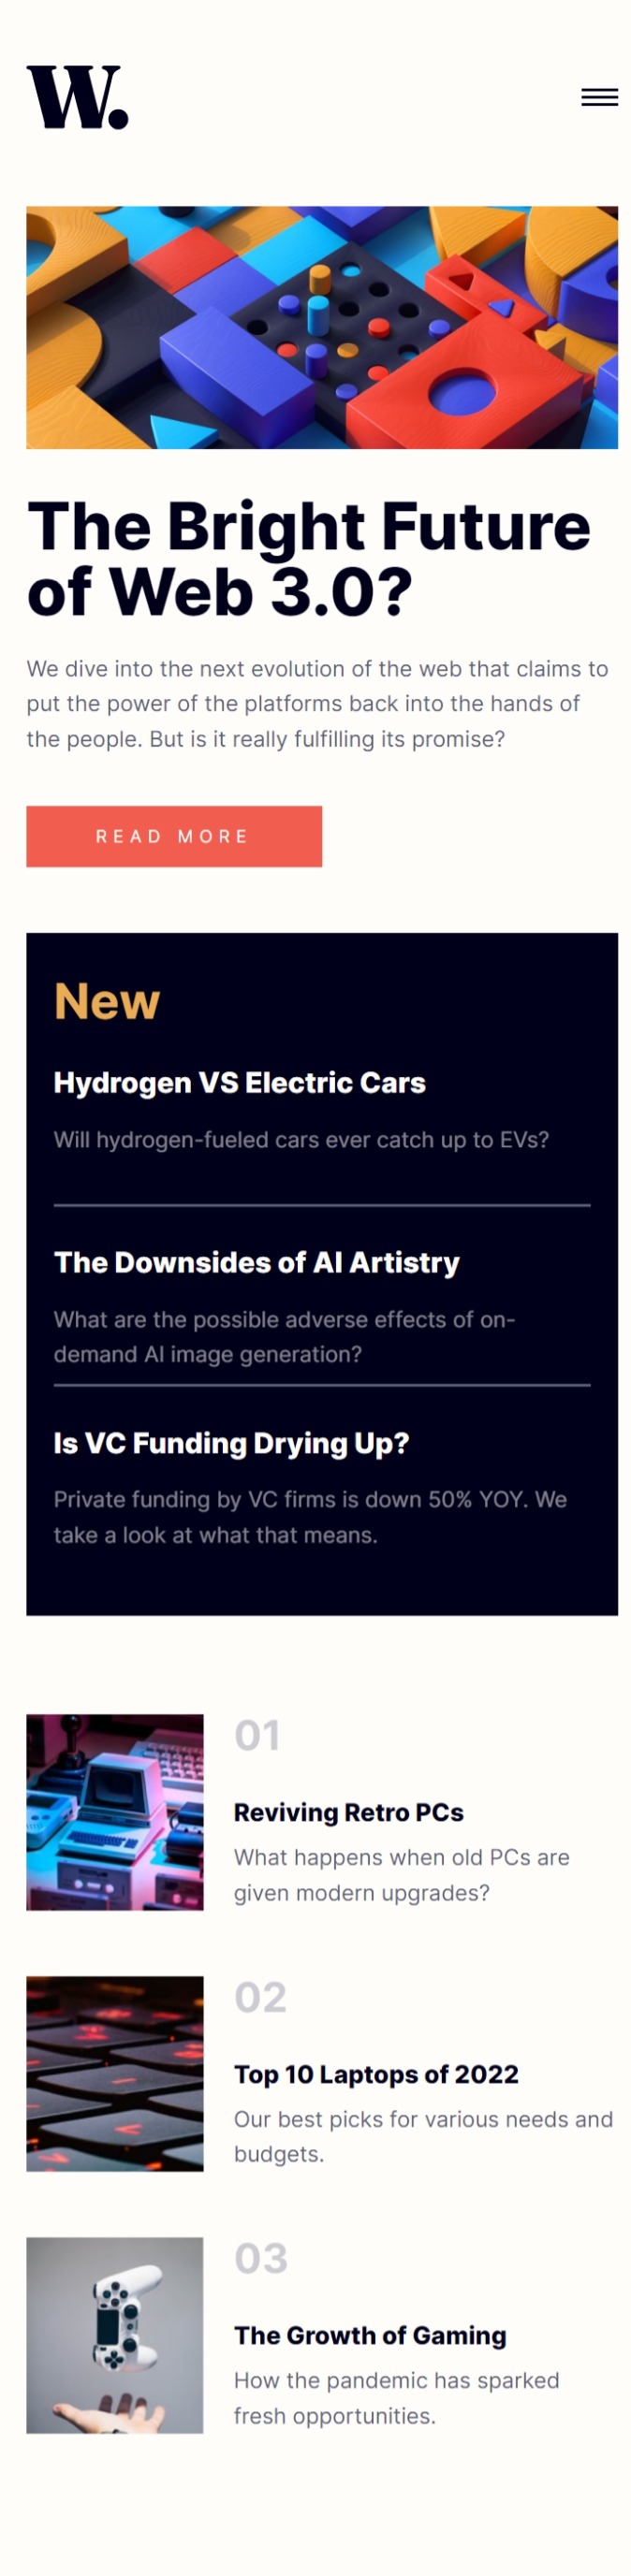 W.
The Bright Future
of Web 3.0?
We dive into the next evolution of the web that claims to
put the power of the platforms back into the hands of
the people. But is it really fulfilling its promise?
READ MORE
New
Hydrogen VS Electric Cars
Will hydrogen-fueled cars ever catch up to EVs?
The Downsides of AI Artistry
What are the possible adverse effects of on-
demand AI image generation?
Is VC Funding Drying Up?
Private funding by VC firms is down 50% YOY. We
take a look at what that means.
01
Reviving Retro PCs
What happens when old PCs are
given modern upgrades?
02
Top 10 Laptops of 2022
Our best picks for various needs and
budgets.
03
The Growth of Gaming
How the pandemic has sparked
fresh opportunities.